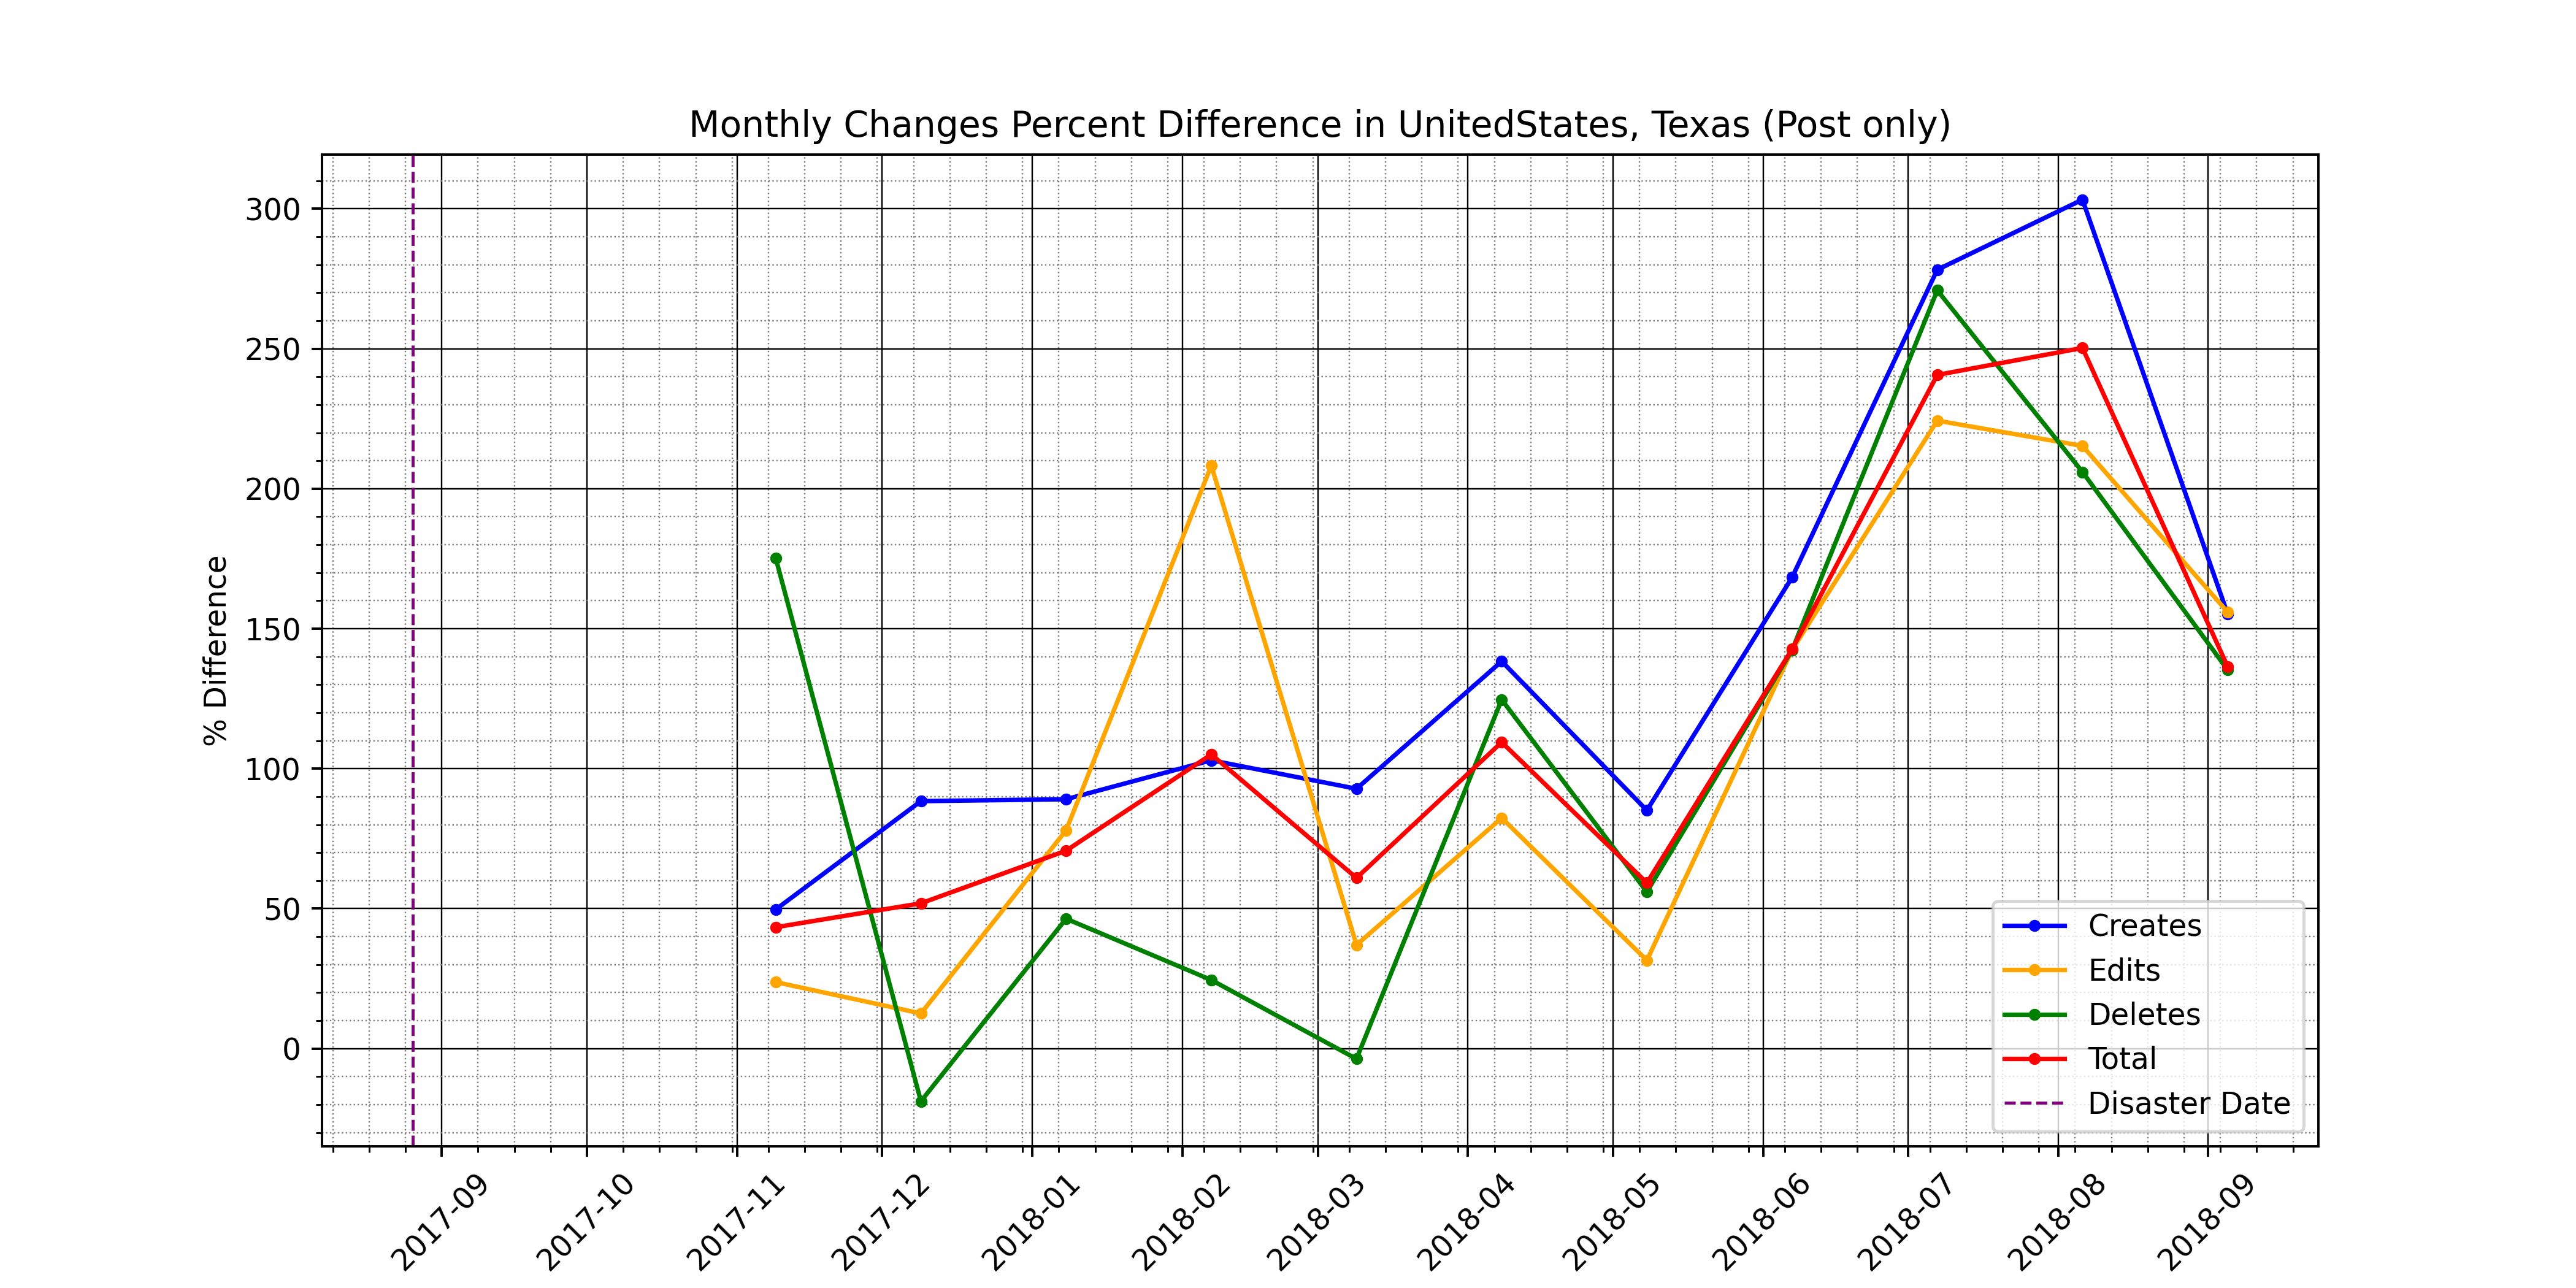 Monthly Changes Percent Difference in UnitedStates, Texas (Post only)
% Difference
300
250
200
150
100
50
0
2017-09
2017-10
2017-11
2017-12
2018-01
2018-02
2018-03
2018-04
2018-05
2018-06
2018-07
2018-08
2018-09
Creates
Edits
Deletes
Total
Disaster Date